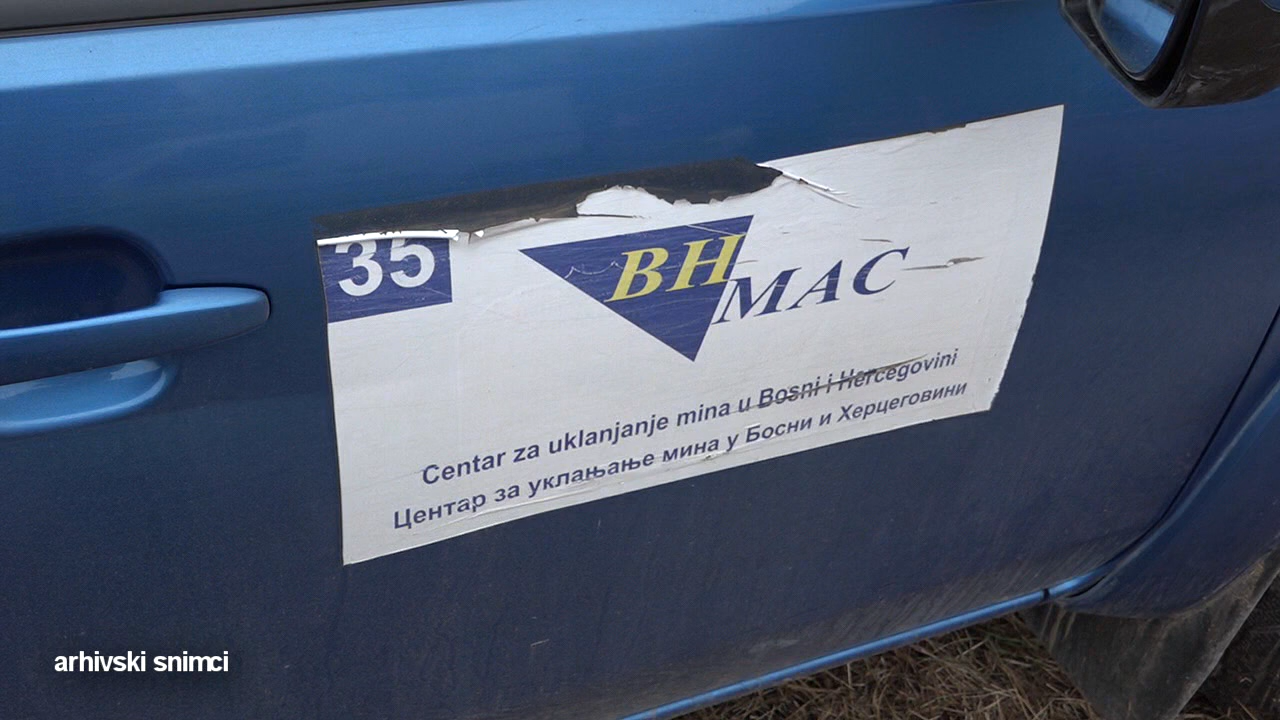 35
BH
MAC
Centar za uklanjanje mina u Bosni i Hercegovini
Центар за уклањање мина у Босни и Херцеговини
arhivski snimci